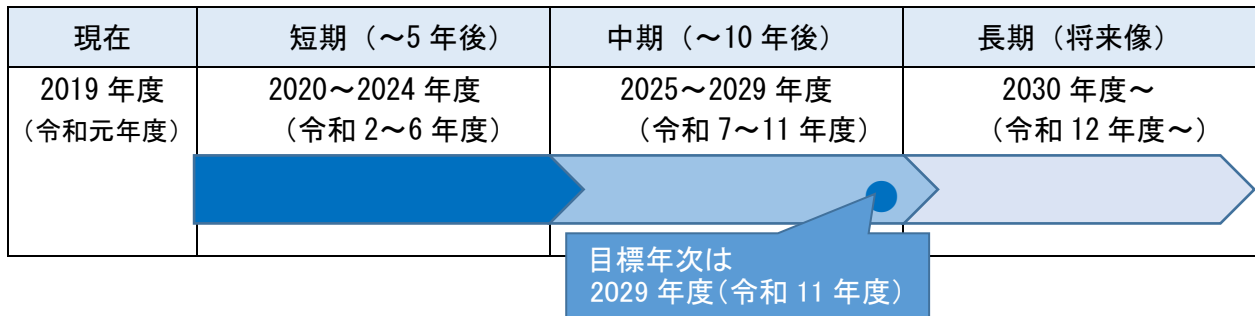 現在 短期（～5 年後） 中期（～10 年後） 長期（将来像）
2019 年度 2020～2024 年度 2025～2029 年度 2030 年度～
（令和元年度） （令和 2～6 年度） （令和 7～11 年度） （令和 12 年度～）
目標年次は
2029 年度（令和 11 年度）